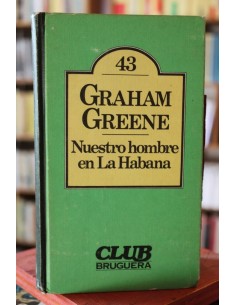 43
GRAHAM
GREENE
Nuestro hombre
en La Habana
CLUB
BRUGUERA